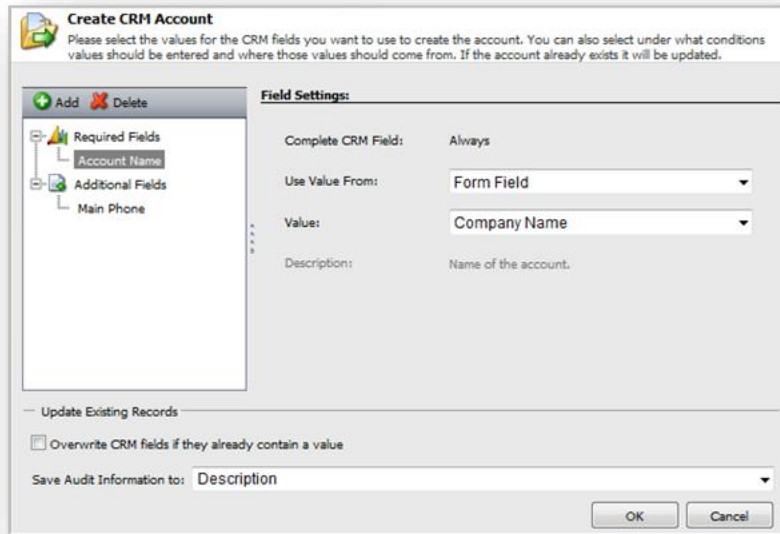 Create CRM Account
Please select the values for the CRM fields you want to use to create the account. You can also select under what conditions
values should be entered and where those values should come from. If the account already exists it will be updated.
Add Delete
Required Fields
Account Name
Additional Fields
Main Phone
Field Settings:
Complete CRM Field: Always
Use Value From: Form Field
Value: Company Name
Description: Name of the account.
Update Existing Records
Overwrite CRM fields if they already contain a value
Save Audit Information to: Description
OK Cancel